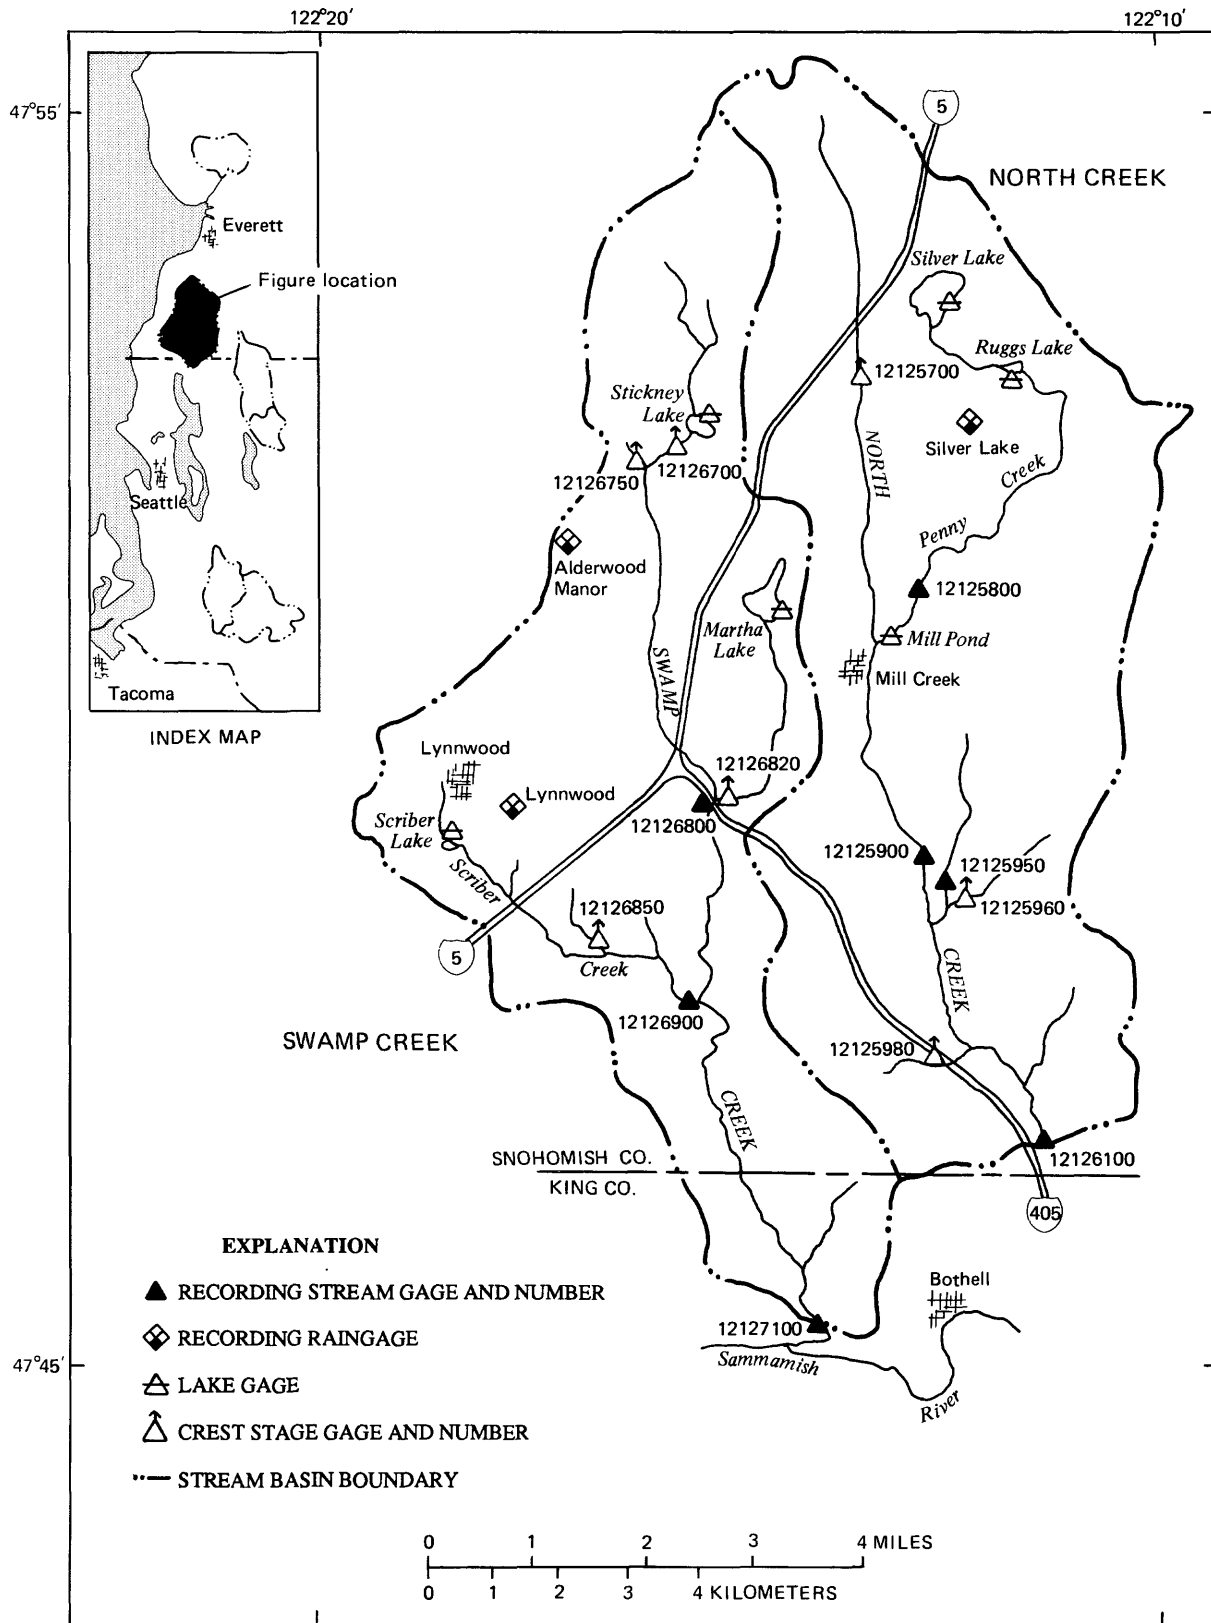 122°20′
122°10′
47°55′
5
NORTH CREEK
Everett
Silver Lake
Figure location
Ruggs Lake
12125700
Stickney
Lake
Silver Lake
NORTH
Creek
12126700
12126750
Seattle
Penny
Alderwood
Manor
12125800
Martha
Lake
Mill Pond
SWAMP
Mill Creek
Tacoma
INDEX MAP
Lynnwood
12126820
Lynnwood
Scriber
Lake
12126800
12125900
12125950
Scriber
12125960
12126850
5
Creek
CREEK
12126900
SWAMP CREEK
12125980
CREEK
SNOHOMISH CO.
12126100
KING CO.
405
EXPLANATION
RECORDING STREAM GAGE AND NUMBER
RECORDING RAINGAGE
LAKE GAGE
CREST STAGE GAGE AND NUMBER
STREAM BASIN BOUNDARY
Bothell
12127100
47°45′
Sammamish
River
0 1 2 3 4 MILES
0 1 2 3 4 KILOMETERS